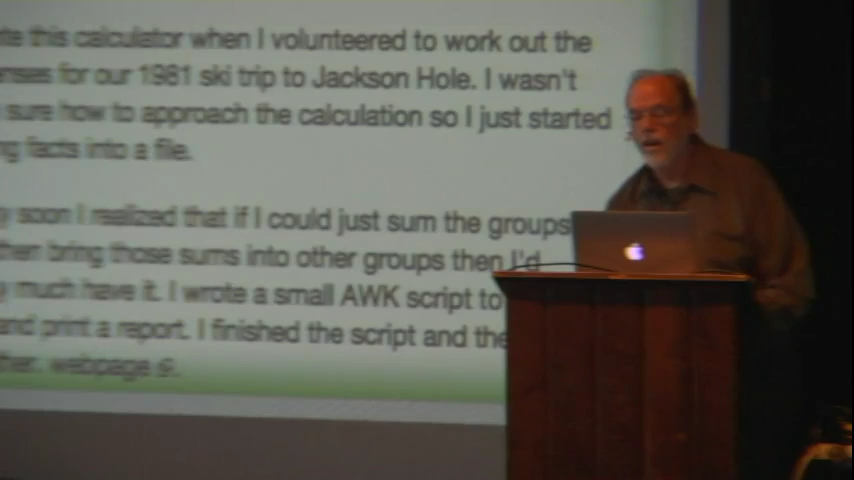 this calculator when I volunteered to work out the
for our 1981 ski trip to Jackson Hole. I wasn't
sure how to approach the calculation so I just started
facts into a file.
soon I realized that if I could just sum the groups
then bring those sums into other groups then I'd
much have it. I wrote a small AWK script to
and print a report. I finished the script and the
webpage